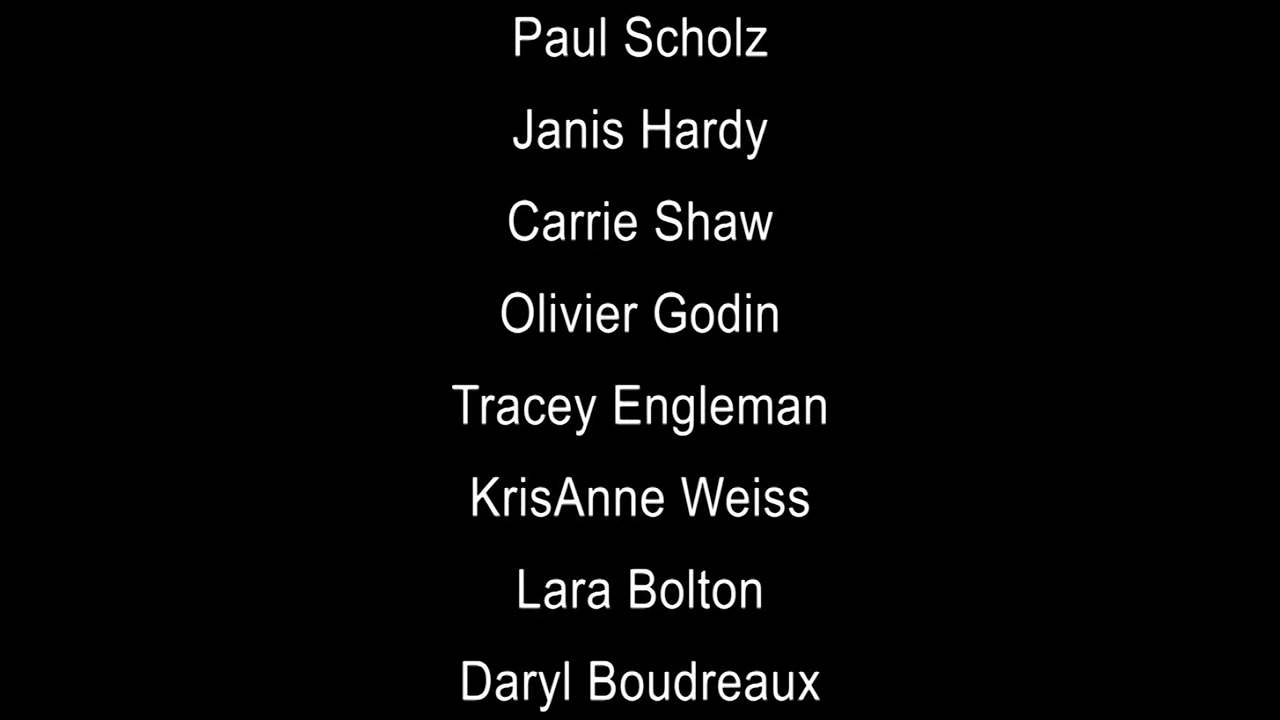 Paul Scholz
Janis Hardy
Carrie Shaw
Olivier Godin
Tracey Engleman
KrisAnne Weiss
Lara Bolton
Daryl Boudreaux